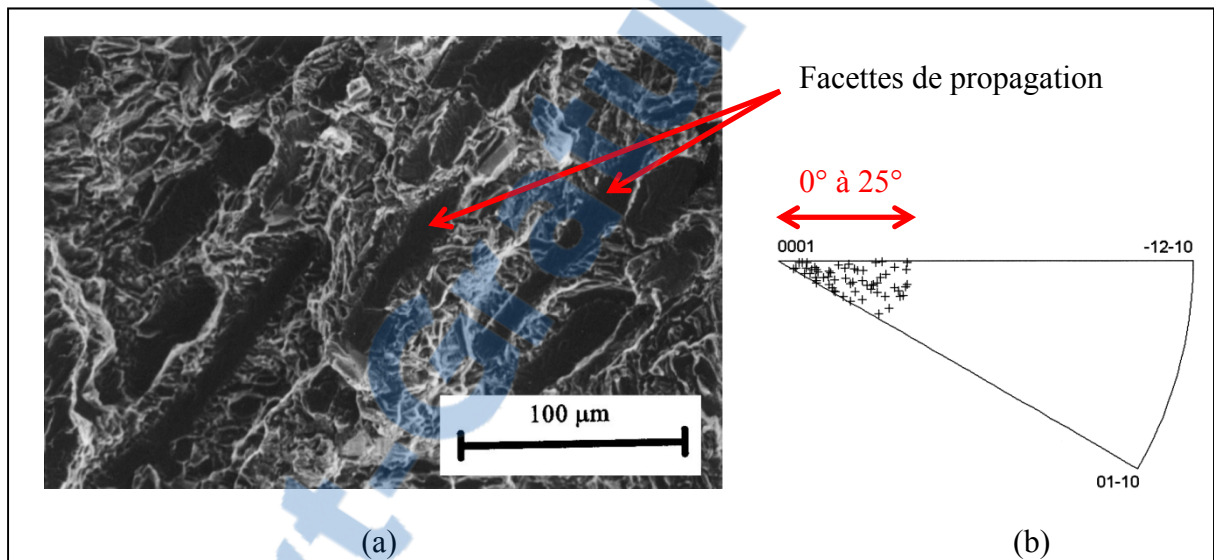 Facettes de propagation
0° à 25°
0001
-12-10
01-10
100 µm
(a)
(b)